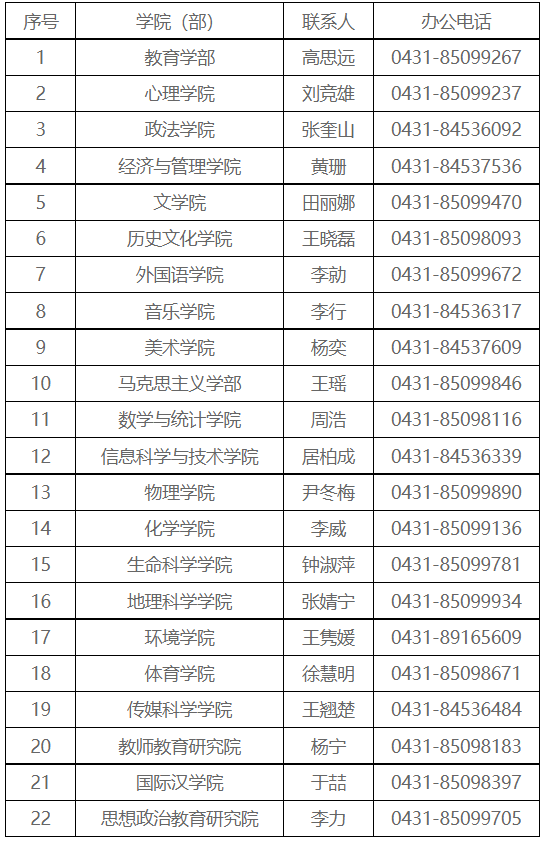 序号 学院（部） 联系人 办公电话
1 教育学部 高思远 0431-85099267
2 心理学院 刘竞雄 0431-85099237
3 政法学院 张奎山 0431-84536092
4 经济与管理学院 黄珊 0431-84537536
5 文学院 田丽娜 0431-85099470
6 历史文化学院 王晓磊 0431-85098093
7 外国语学院 李勍 0431-85099672
8 音乐学院 李行 0431-84536317
9 美术学院 杨奕 0431-84537609
10 马克思主义学部 王瑶 0431-85099846
11 数学与统计学院 周浩 0431-85098116
12 信息科学与技术学院 居柏成 0431-84536339
13 物理学院 尹冬梅 0431-85099890
14 化学学院 李威 0431-85099136
15 生命科学学院 钟淑萍 0431-85099781
16 地理科学学院 张婧宁 0431-85099934
17 环境学院 王隽媛 0431-89165609
18 体育学院 徐慧明 0431-85098671
19 传媒科学学院 王翘楚 0431-84536484
20 教师教育研究院 杨宁 0431-85098183
21 国际汉学院 于喆 0431-85098397
22 思想政治教育研究院 李力 0431-85099705